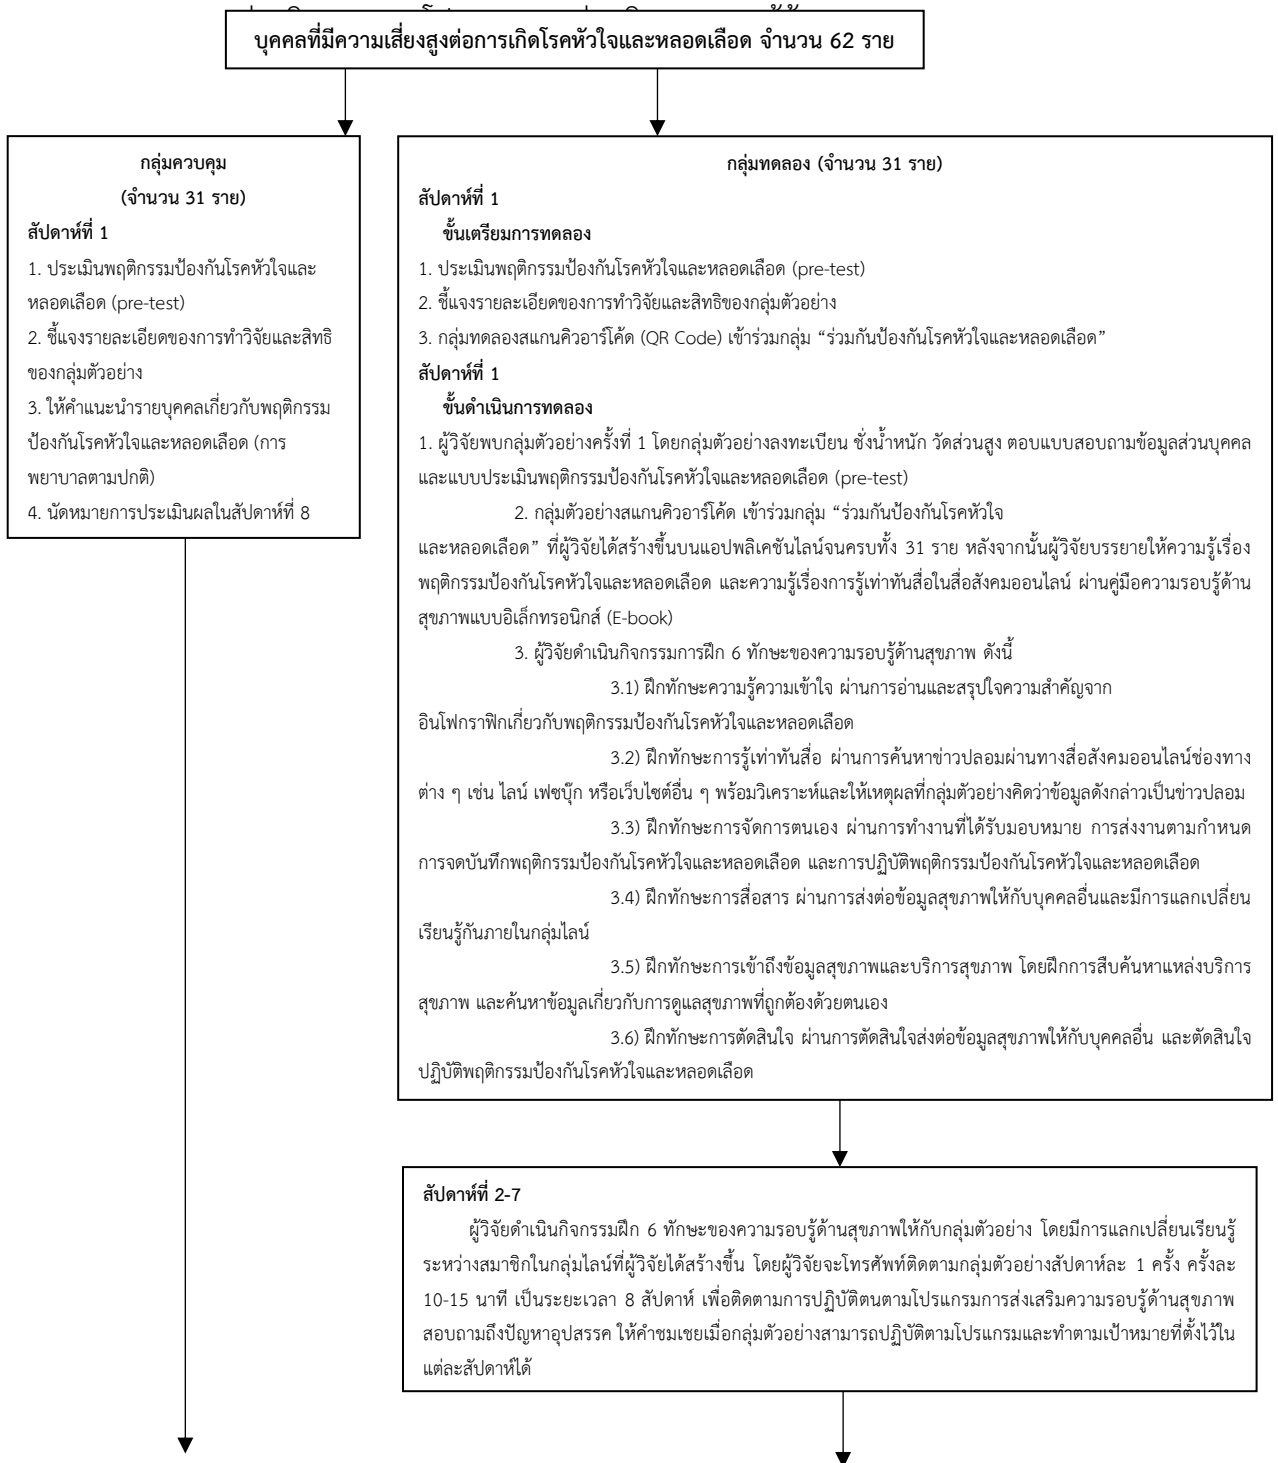 บุคคลที่มีความเสี่ยงสูงต่อการเกิดโรคหัวใจและหลอดเลือด จำนวน 62 ราย
กลุ่มควบคุม
(จำนวน 31 ราย)
สัปดาห์ที่ 1
1. ประเมินพฤติกรรมป้องกันโรคหัวใจและ
หลอดเลือด (pre-test)
2. ชี้แจงรายละเอียดของการทำวิจัยและสิทธิ
ของกลุ่มตัวอย่าง
3. ให้คำแนะนำรายบุคคลเกี่ยวกับพฤติกรรม
ป้องกันโรคหัวใจและหลอดเลือด (การ
พยาบาลตามปกติ)
4. นัดหมายการประเมินผลในสัปดาห์ที่ 8
กลุ่มทดลอง (จำนวน 31 ราย)
สัปดาห์ที่ 1
ขั้นเตรียมการทดลอง
1. ประเมินพฤติกรรมป้องกันโรคหัวใจและหลอดเลือด (pre-test)
2. ชี้แจงรายละเอียดของการทำวิจัยและสิทธิของกลุ่มตัวอย่าง
3. กลุ่มทดลองสแกนคิวอาร์โค้ด (QR Code) เข้าร่วมกลุ่ม “ร่วมกันป้องกันโรคหัวใจและหลอดเลือด”
สัปดาห์ที่ 1
ขั้นดำเนินการทดลอง
1. ผู้วิจัยพบกลุ่มตัวอย่างครั้งที่ 1 โดยกลุ่มตัวอย่างลงทะเบียน ชั่งน้ำหนัก วัดส่วนสูง ตอบแบบสอบถามข้อมูลส่วนบุคคล
และแบบประเมินพฤติกรรมป้องกันโรคหัวใจและหลอดเลือด (pre-test)
2. กลุ่มตัวอย่างสแกนคิวอาร์โค้ด เข้าร่วมกลุ่ม “ร่วมกันป้องกันโรคหัวใจ
และหลอดเลือด” ที่ผู้วิจัยได้สร้างขึ้นบนแอปพลิเคชันไลน์จนครบทั้ง 31 ราย หลังจากนั้นผู้วิจัยบรรยายให้ความรู้เรื่อง
พฤติกรรมป้องกันโรคหัวใจและหลอดเลือด และความรู้เรื่องการรู้เท่าทันสื่อในสื่อสังคมออนไลน์ ผ่านคู่มือความรอบรู้ด้าน
สุขภาพแบบอิเล็กทรอนิกส์ (E-book)
3. ผู้วิจัยดำเนินกิจกรรมการฝึก 6 ทักษะของความรอบรู้ด้านสุขภาพ ดังนี้
3.1) ฝึกทักษะความรู้ความเข้าใจ ผ่านการอ่านและสรุปใจความสำคัญจาก
อินโฟกราฟิกเกี่ยวกับพฤติกรรมป้องกันโรคหัวใจและหลอดเลือด
3.2) ฝึกทักษะการรู้เท่าทันสื่อ ผ่านการค้นหาข่าวปลอมผ่านทางสื่อสังคมออนไลน์ช่องทาง
ต่าง ๆ เช่น ไลน์ เฟซบุ๊ก หรือเว็บไซต์อื่น ๆ พร้อมวิเคราะห์และให้เหตุผลที่กลุ่มตัวอย่างคิดว่าข้อมูลดังกล่าวเป็นข่าวปลอม
3.3) ฝึกทักษะการจัดการตนเอง ผ่านการทำงานที่ได้รับมอบหมาย การส่งงานตามกำหนด
การจดบันทึกพฤติกรรมป้องกันโรคหัวใจและหลอดเลือด และการปฏิบัติพฤติกรรมป้องกันโรคหัวใจและหลอดเลือด
3.4) ฝึกทักษะการสื่อสาร ผ่านการส่งต่อข้อมูลสุขภาพให้กับบุคคลอื่นและมีการแลกเปลี่ยน
เรียนรู้กันภายในกลุ่มไลน์
3.5) ฝึกทักษะการเข้าถึงข้อมูลสุขภาพและบริการสุขภาพ โดยฝึกการสืบค้นหาแหล่งบริการ
สุขภาพ และค้นหาข้อมูลเกี่ยวกับการดูแลสุขภาพที่ถูกต้องด้วยตนเอง
3.6) ฝึกทักษะการตัดสินใจ ผ่านการตัดสินใจส่งต่อข้อมูลสุขภาพให้กับบุคคลอื่น และตัดสินใจ
ปฏิบัติพฤติกรรมป้องกันโรคหัวใจและหลอดเลือด
สัปดาห์ที่ 2-7
ผู้วิจัยดำเนินกิจกรรมฝึก 6 ทักษะของความรอบรู้ด้านสุขภาพให้กับกลุ่มตัวอย่าง โดยมีการแลกเปลี่ยนเรียนรู้
ระหว่างสมาชิกในกลุ่มไลน์ที่ผู้วิจัยได้สร้างขึ้น โดยผู้วิจัยจะโทรศัพท์ติดตามกลุ่มตัวอย่างสัปดาห์ละ 1 ครั้ง ครั้งละ
10-15 นาที เป็นระยะเวลา 8 สัปดาห์ เพื่อติดตามการปฏิบัติตนตามโปรแกรมการส่งเสริมความรอบรู้ด้านสุขภาพ
สอบถามถึงปัญหาอุปสรรค ให้คำชมเชยเมื่อกลุ่มตัวอย่างสามารถปฏิบัติตามโปรแกรมและทำตามเป้าหมายที่ตั้งไว้ใน
แต่ละสัปดาห์ได้